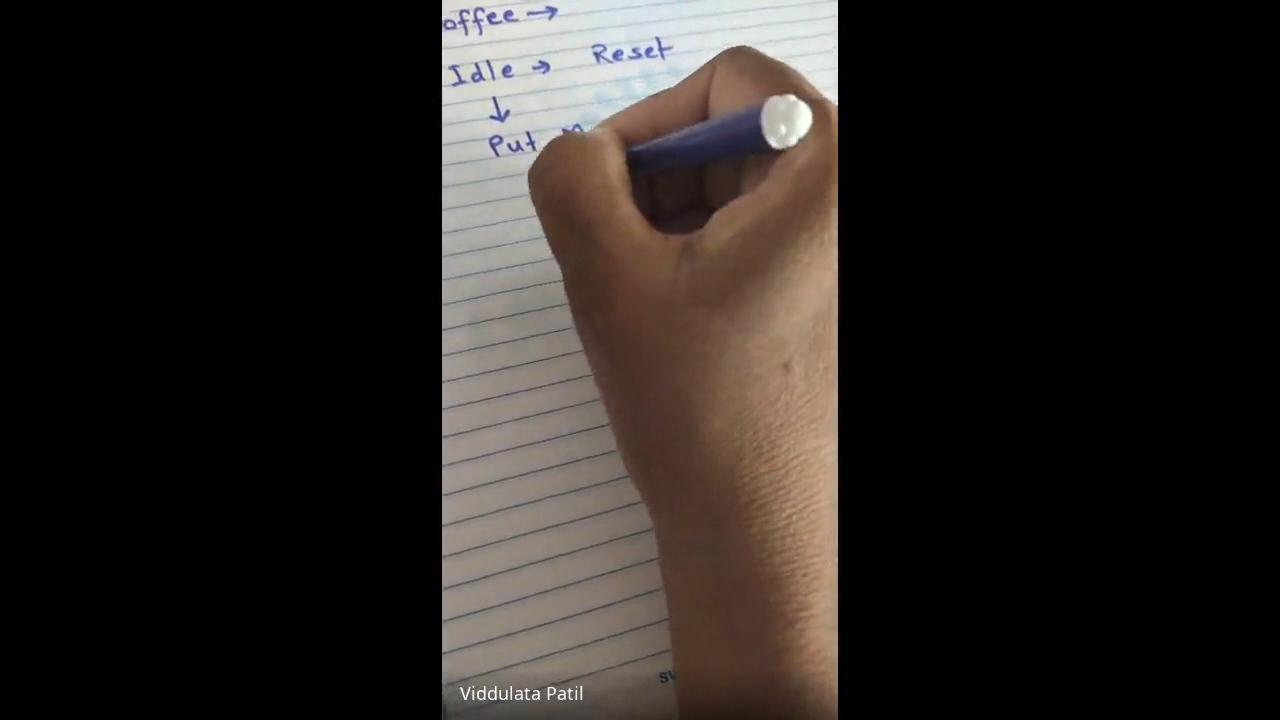 offee →
Idle → Reset
↓
Put
Viddulata Patil